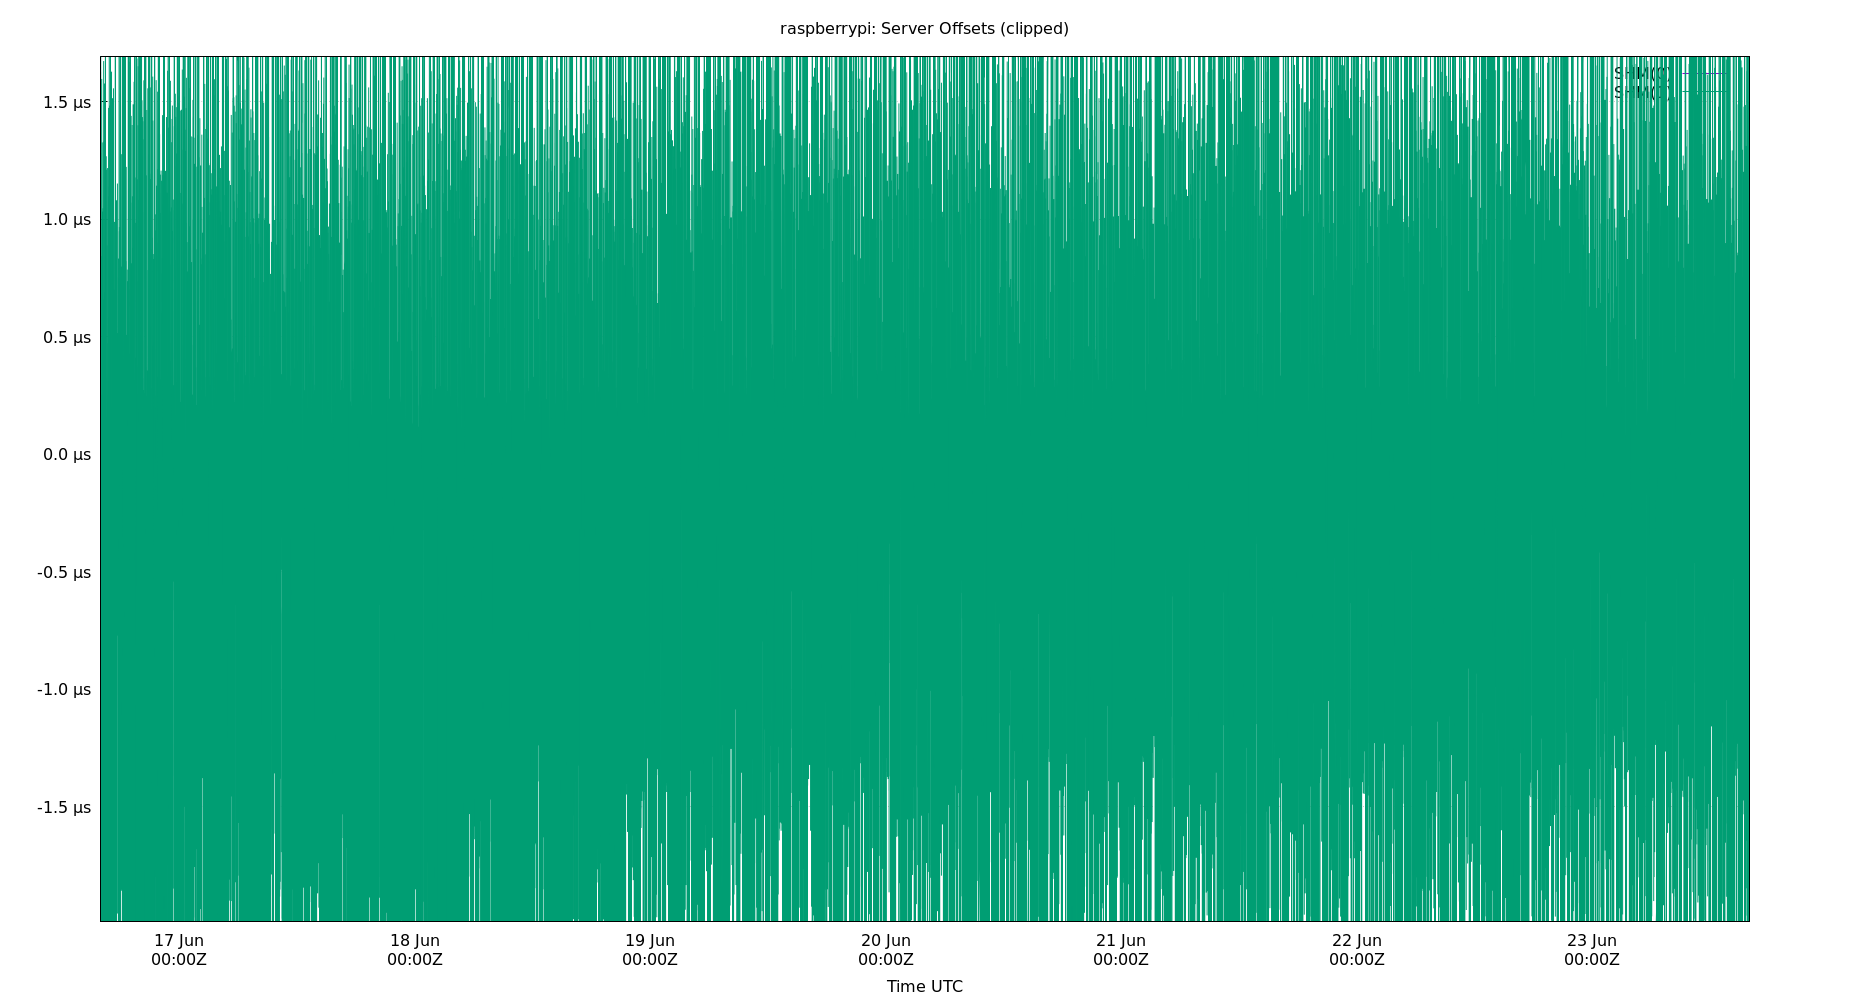 raspberrypi: Server Offsets (clipped)
SHM(0)
1.5 µs
1.0 µs
0.5 µs
0.0 µs
-0.5 µs
-1.0 µs
-1.5 µs
17 Jun 18 Jun 19 Jun 20 Jun 21 Jun 22 Jun 23 Jun
00:00Z 00:00Z 00:00Z 00:00Z 00:00Z 00:00Z 00:00Z
Time UTC